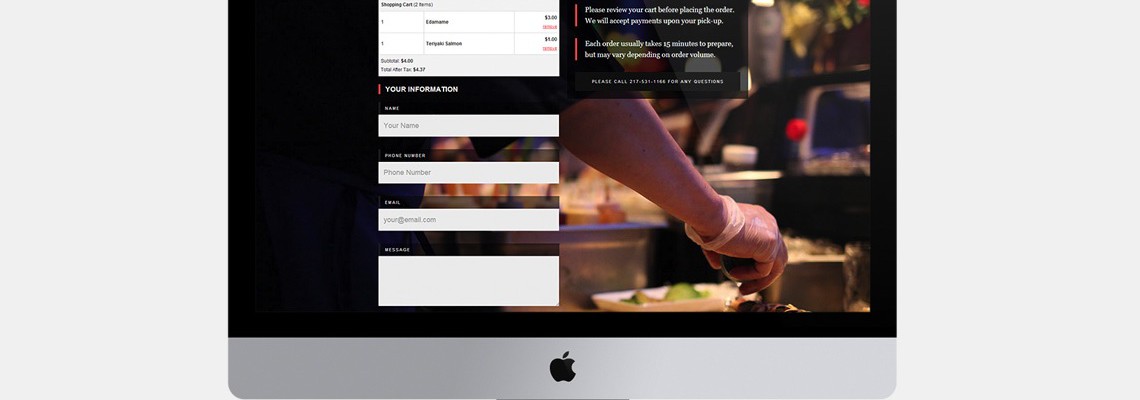 Shopping Cart (2 Items)
1 Edamame $3.00
remove
1 Teriyaki Salmon $1.00
remove
Subtotal: $4.00
Total After Tax: $4.37
YOUR INFORMATION
NAME
Your Name
PHONE NUMBER
Phone Number
EMAIL
your@email.com
MESSAGE
Please review your cart before placing the order.
We will accept payments upon your pick-up.
Each order usually takes 15 minutes to prepare,
but may vary depending on order volume.
PLEASE CALL 217-531-1166 FOR ANY QUESTIONS